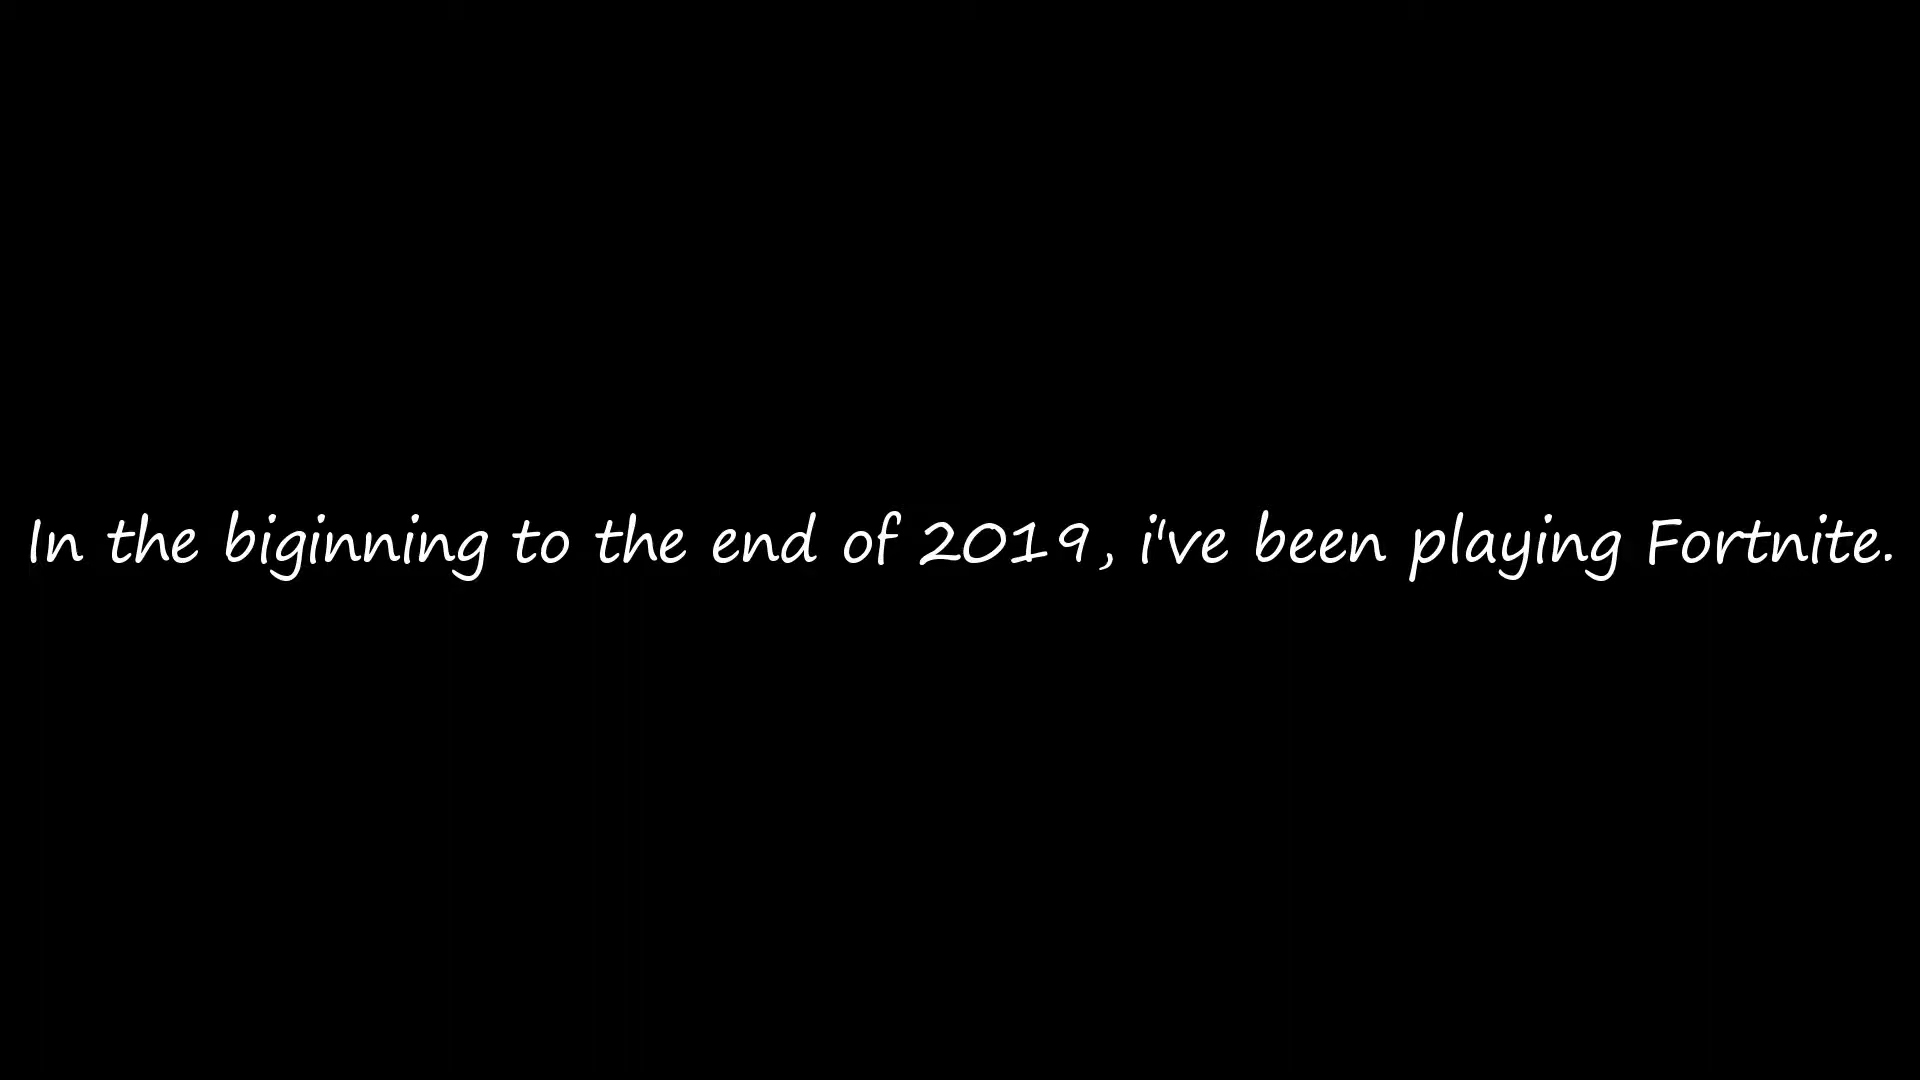 In the biginning to the end of 2019, i've been playing Fortnite.